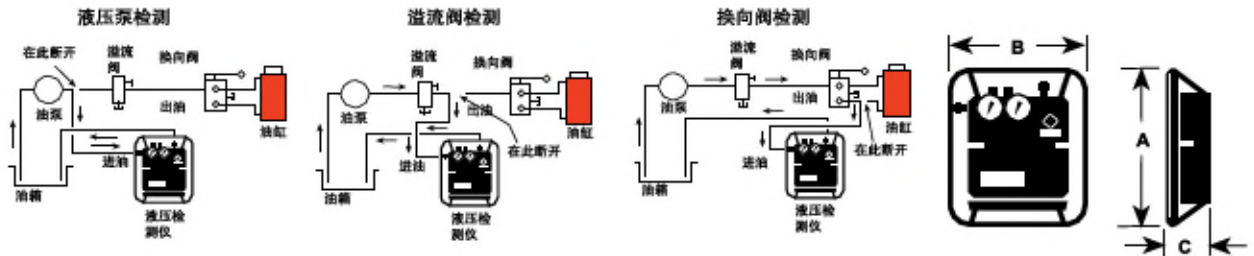 液压泵检测
在此断开
溢流
阀
换向阀
油泵
出油
油缸
进油
油箱
液压检
测仪
溢流阀检测
溢流
阀
换向阀
油泵
出油
油缸
在此断开
进油
油箱
液压检
测仪
换向阀检测
溢流
阀
换向阀
油泵
出油
油缸
在此断开
进油
油箱
液压检
测仪
B
A
C